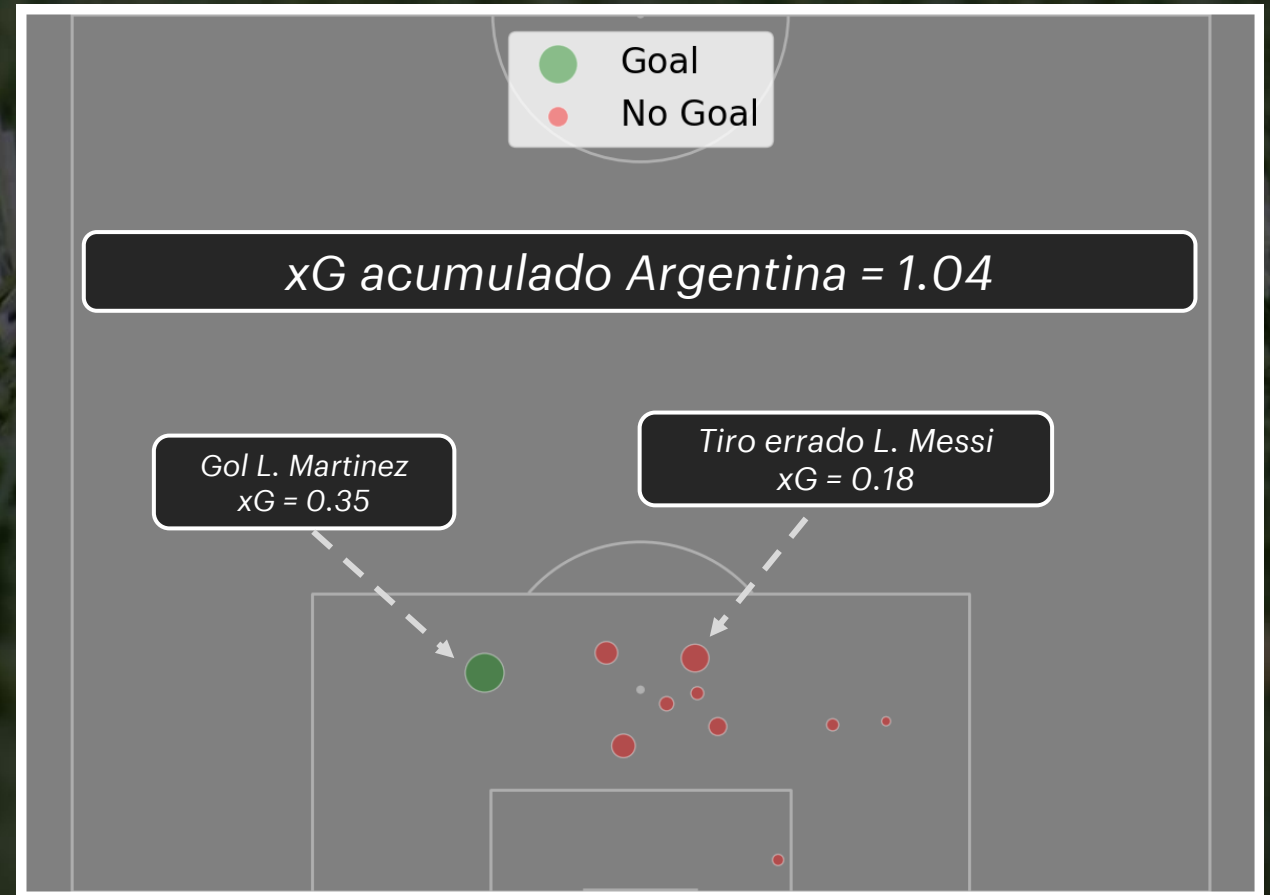 Goal
No Goal
xG acumulado Argentina = 1.04
Gol L. Martinez
xG = 0.35
Tiro errado L. Messi
xG = 0.18